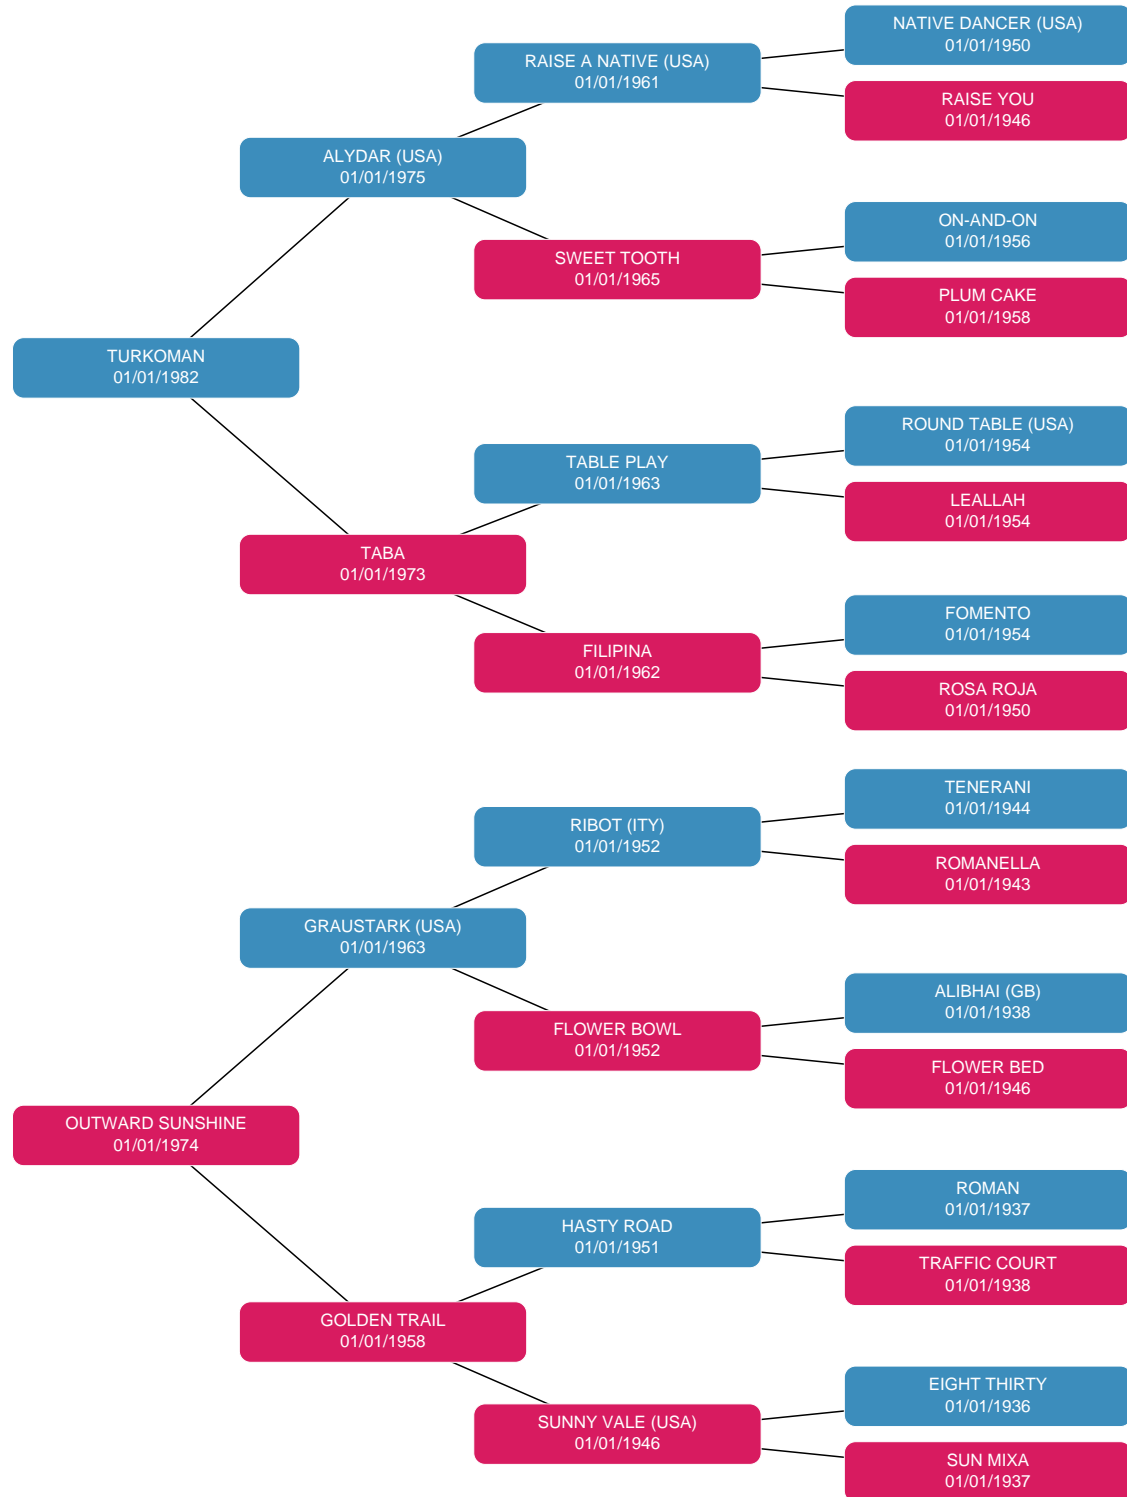 NATIVE DANCER (USA)
01/01/1950
RAISE A NATIVE (USA)
01/01/1961
RAISE YOU
01/01/1946
ALYDAR (USA)
01/01/1975
ON-AND-ON
01/01/1956
SWEET TOOTH
01/01/1965
PLUM CAKE
01/01/1958
TURKOMAN
01/01/1982
ROUND TABLE (USA)
01/01/1954
TABLE PLAY
01/01/1963
LEALLAH
01/01/1954
TABA
01/01/1973
FOMENTO
01/01/1954
FILIPINA
01/01/1962
ROSA ROJA
01/01/1950
TENERANI
01/01/1944
RIBOT (ITY)
01/01/1952
ROMANELLA
01/01/1943
GRAUSTARK (USA)
01/01/1963
ALIBHAI (GB)
01/01/1938
FLOWER BOWL
01/01/1952
FLOWER BED
01/01/1946
OUTWARD SUNSHINE
01/01/1974
ROMAN
01/01/1937
HASTY ROAD
01/01/1951
TRAFFIC COURT
01/01/1938
GOLDEN TRAIL
01/01/1958
EIGHT THIRTY
01/01/1936
SUNNY VALE (USA)
01/01/1946
SUN MIXA
01/01/1937